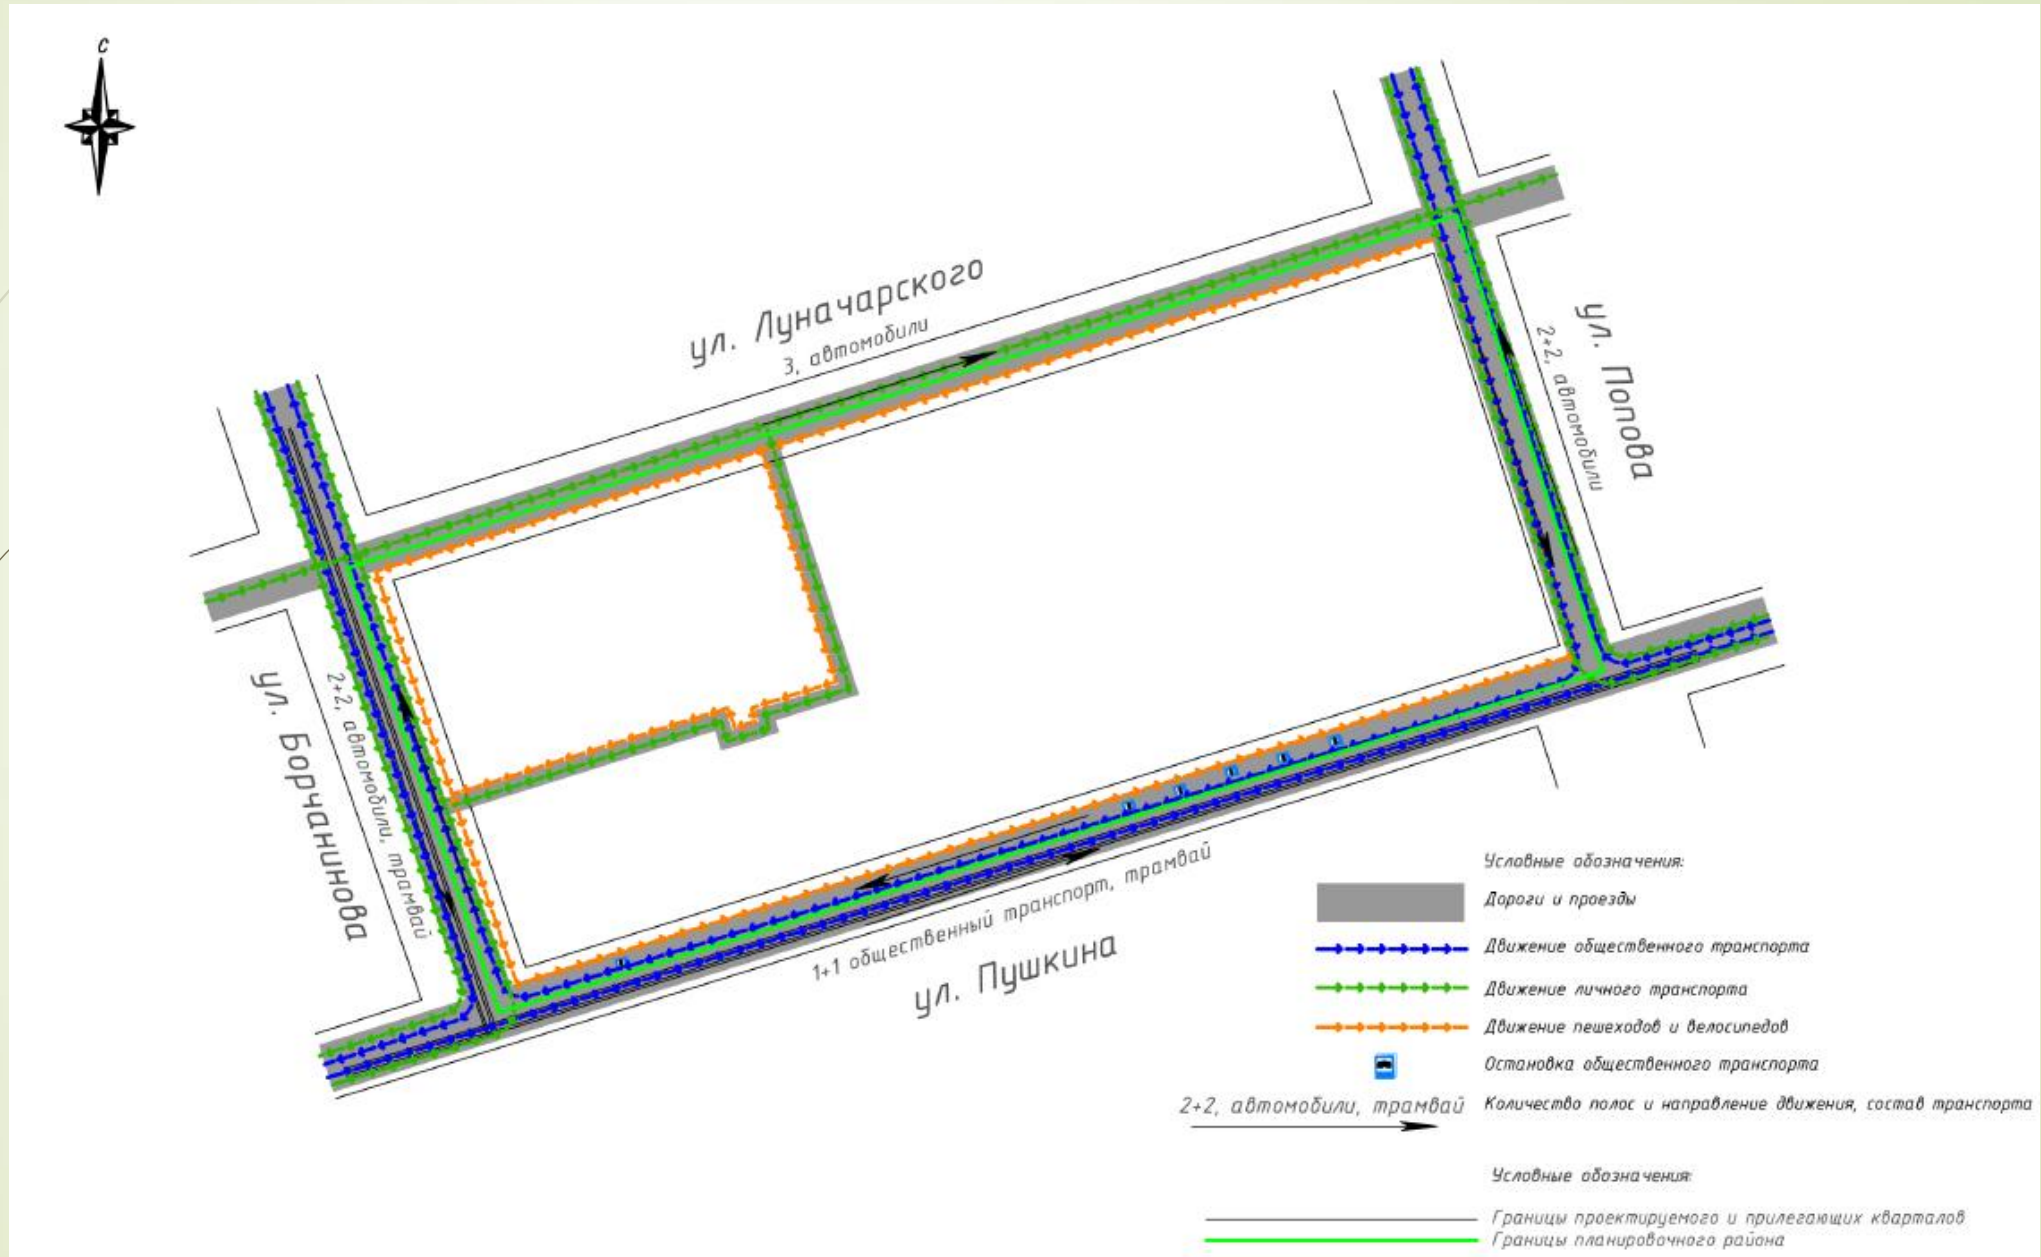 С
ул. Луначарского
3, автомобили
ул. Попова
2+2, автомобили
ул. Борчанинова
2+2, автомобили, трамвай
1+1 общественный транспорт, трамвай
ул. Пушкина
Условные обозначения:
Дороги и проезды
Движение общественного транспорта
Движение личного транспорта
Движение пешеходов и велосипедов
Остановка общественного транспорта
2+2, автомобили, трамвай Количество полос и направление движения, состав транспорта
Условные обозначения:
Границы проектируемого и прилегающих кварталов
Границы планировочного района